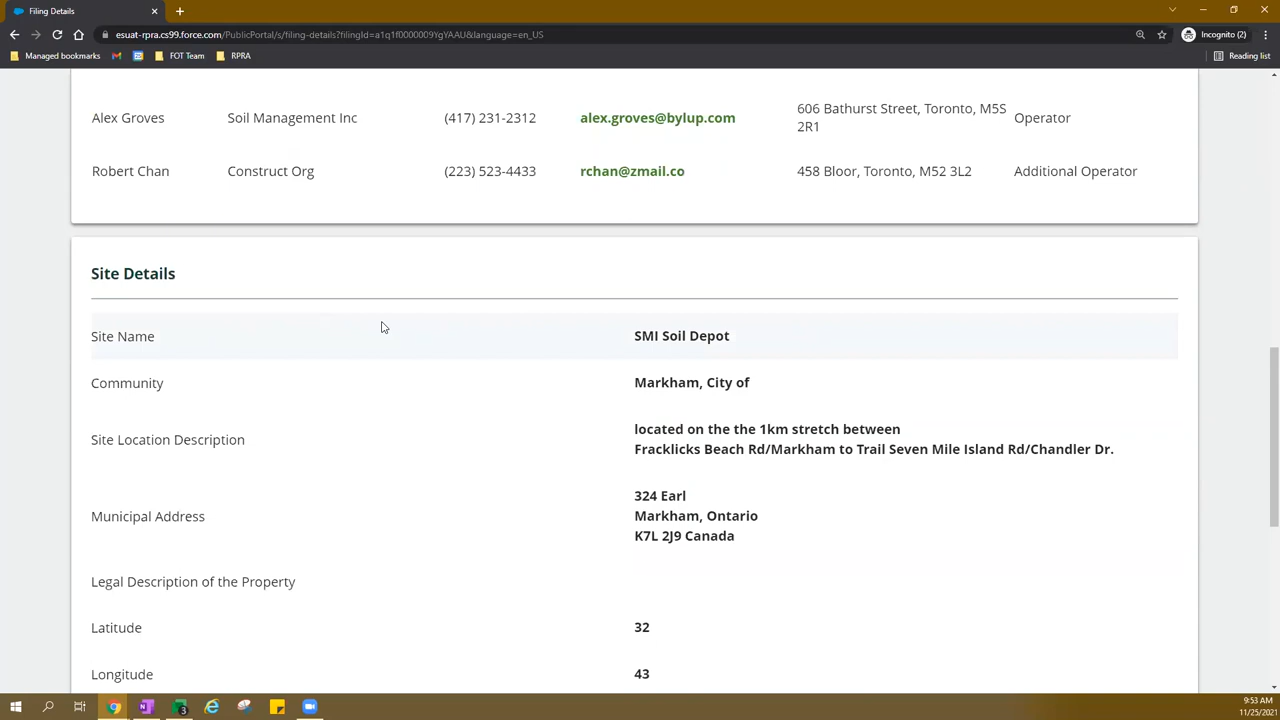 Filing Details
esuat-rpra.cs99.force.com/PublicPortal/s/filing-details?filingId=a1q1f0000009YgYAAU&language=en_US
Incognito (2)
Managed bookmarks
FOT Team
RPRA
Reading list
Alex Groves Soil Management Inc (417) 231-2312 alex.groves@bylup.com 606 Bathurst Street, Toronto, M5S Operator
2R1
Robert Chan Construct Org (223) 523-4433 rchan@zmail.co 458 Bloor, Toronto, M52 3L2 Additional Operator
Site Details
Site Name SMI Soil Depot
Community Markham, City of
Site Location Description located on the the 1km stretch between
Fracklicks Beach Rd/Markham to Trail Seven Mile Island Rd/Chandler Dr.
Municipal Address 324 Earl
Markham, Ontario
K7L 2J9 Canada
Legal Description of the Property
Latitude 32
Longitude 43
9:53 AM
11/25/2021